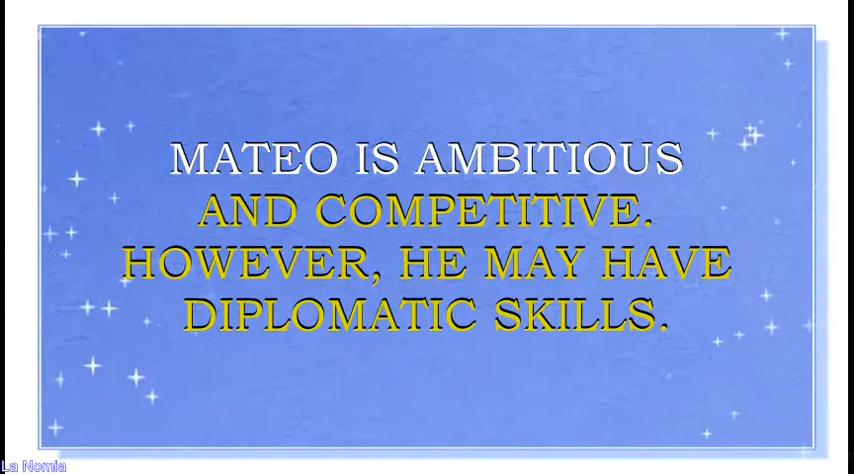 MATEO IS AMBITIOUS
AND COMPETITIVE.
HOWEVER, HE MAY HAVE
DIPLOMATIC SKILLS.
La Nomia